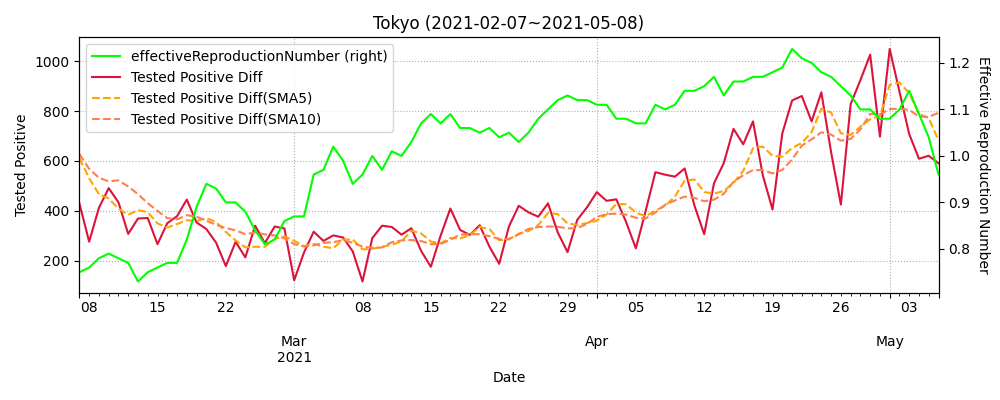 Tokyo (2021-02-07~2021-05-08)
effectiveReproductionNumber (right)
Tested Positive Diff
Tested Positive Diff(SMA5)
Tested Positive Diff(SMA10)
Tested Positive
1000
800
600
400
200
Effective Reproduction Number
1.2
1.1
1.0
0.9
0.8
08 15 22 08 15 22 29 05 12 19 26 03
Mar Apr May
2021
Date